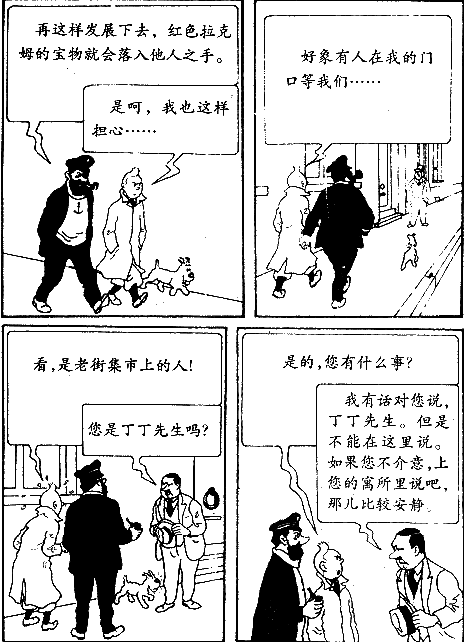 再这样发展下去，红色拉克
姆的宝物就会落入他人之手。
是呵，我也这样
担心……
好象有人在我的门
口等我们……
看，是老街集市上的人！
您是丁丁先生吗？
是的，您有什么事？
我有话对您说，
丁丁先生。但是
不能在这里说。
如果您不介意，上
您的寓所里说吧，
那儿比较安静。